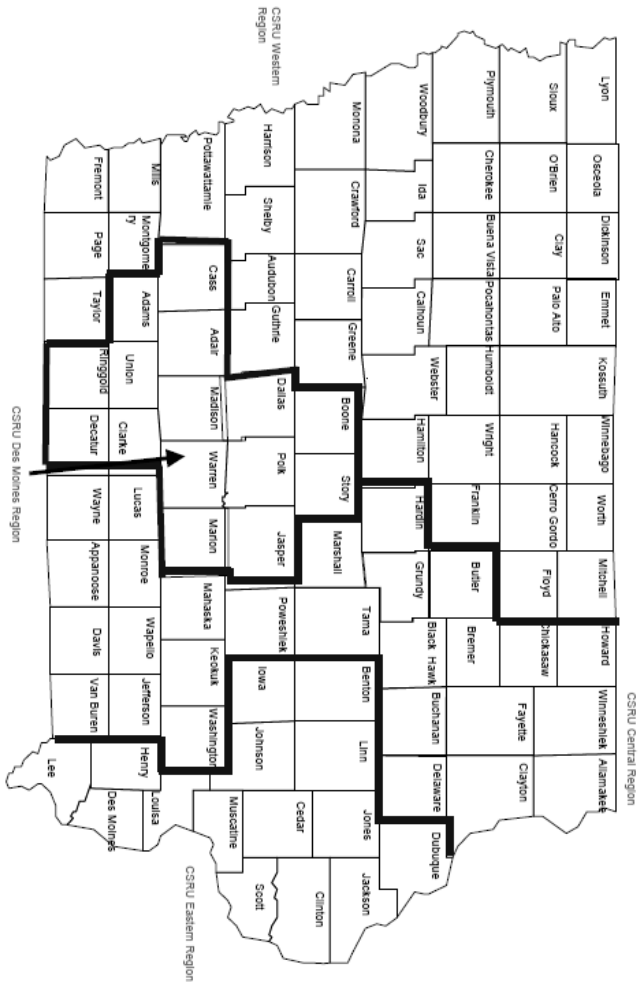 CSRU Western
Region
CSRU Central Region
Lyon
Osceola
Dickinson
Emmet
Kossuth
Winnebago
Worth
Mitchell
Howard
Winneshiek
Allamakee
Sioux
O'Brien
Clay
Palo Alto
Hancock
Cerro Gordo
Floyd
Chickasaw
Fayette
Clayton
Plymouth
Cherokee
Buena Vista
Pocahontas
Humboldt
Wright
Franklin
Butler
Bremer
Woodbury
Ida
Sac
Calhoun
Webster
Hamilton
Hardin
Grundy
Black Hawk
Buchanan
Delaware
Dubuque
Monona
Crawford
Carroll
Greene
Boone
Story
Marshall
Tama
Benton
Linn
Jones
Jackson
Harrison
Shelby
Audubon
Guthrie
Dallas
Polk
Jasper
Poweshiek
Iowa
Johnson
Cedar
Clinton
Scott
Muscatine
Pottawattamie
Cass
Adair
Madison
Warren
Marion
Mahaska
Keokuk
Washington
Louisa
Mills
Montgome
ry
Adams
Union
Clarke
Lucas
Monroe
Wapello
Jefferson
Henry
Des Moines
Fremont
Page
Taylor
Ringgold
Decatur
Wayne
Appanoose
Davis
Van Buren
Lee
CSRU Des Moines Region
CSRU Eastern Region